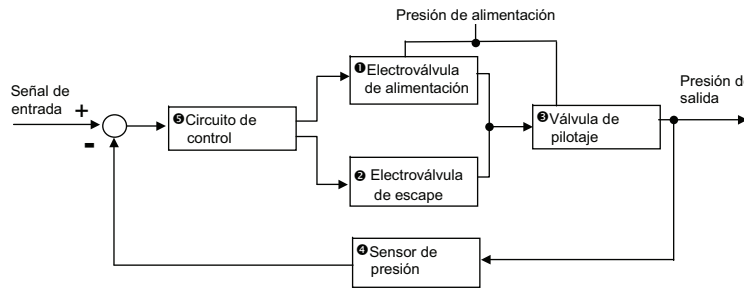 Presión de alimentación
❶Electroválvula
de alimentación
Señal de
entrada
+
-
❺Circuito de
control
❸Válvula de
pilotaje
Presión de
salida
❷ Electroválvula
de escape
❹Sensor de
presión